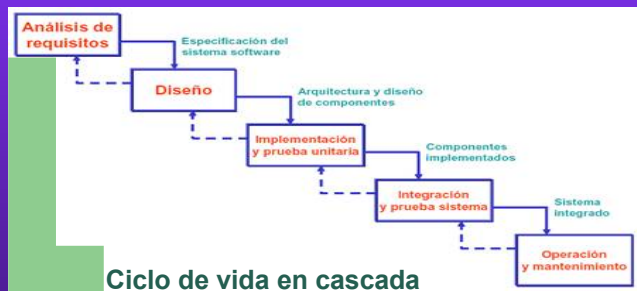 Análisis de
requisitos
Especificación del
sistema software
Diseño
Arquitectura y diseño
de componentes
Implementación
y prueba unitaria
Componentes
implementados
Integración
y prueba sistema
Sistema
integrado
Operación
y mantenimiento
Ciclo de vida en cascada